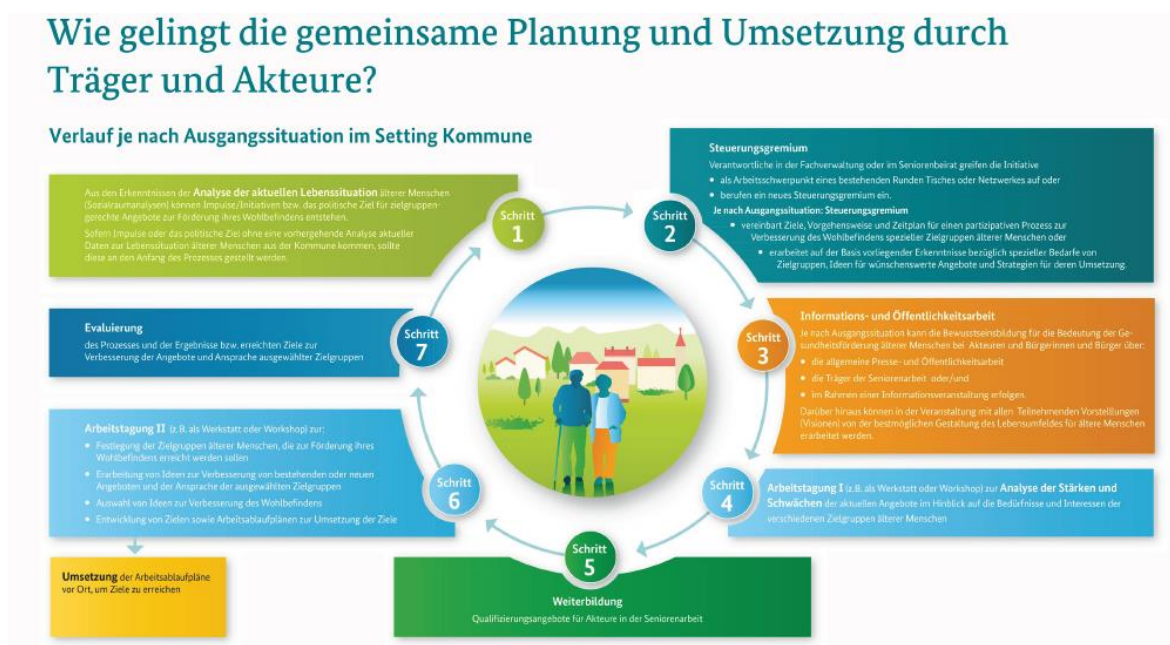 Wie gelingt die gemeinsame Planung und Umsetzung durch
Träger und Akteure?
Verlauf je nach Ausgangssituation im Setting Kommune
Schritt
1
Aus den Erkenntnissen der Analyse der aktuellen Lebenssituation älterer Menschen
(Sozialraumanalysen) können Impulse/Initiativen bzw. das politische Ziel für zielgruppen-
gerechte Angebote zur Förderung ihres Wohlbefindens entstehen.
Sofern Impulse oder das politische Ziel ohne eine vorhergehende Analyse aktueller
Daten zur Lebenssituation älterer Menschen aus der Kommune kommen, sollte
diese an den Anfang des Prozesses gestellt werden.
Schritt
2
Steuerungsgremium
Verantwortliche in der Fachverwaltung oder im Seniorenbeirat greifen die Initiative
• als Arbeitsschwerpunkt eines bestehenden Runden Tisches oder Netzwerkes auf oder
• berufen ein neues Steuerungsgremium ein.
Je nach Ausgangssituation: Steuerungsgremium
• vereinbart Ziele, Vorgehensweise und Zeitplan für einen partizipativen Prozess zur
Verbesserung des Wohlbefindens spezieller Zielgruppen älterer Menschen oder
• erarbeitet auf der Basis vorliegender Erkenntnisse bezüglich spezieller Bedarfe von
Zielgruppen, Ideen für wünschenswerte Angebote und Strategien für deren Umsetzung.
Schritt
3
Informations- und Öffentlichkeitsarbeit
Je nach Ausgangssituation kann die Bewusstseinsbildung für die Bedeutung der Ge-
sundheitsförderung älterer Menschen bei Akteuren und Bürgerinnen und Bürger über:
• die allgemeine Presse- und Öffentlichkeitsarbeit
• die Träger der Seniorenarbeit oder/und
• im Rahmen einer Informationsveranstaltung erfolgen.
Darüber hinaus können in der Veranstaltung mit allen Teilnehmenden Vorstellungen
(Visionen) von der bestmöglichen Gestaltung des Lebensumfeldes für ältere Menschen
erarbeitet werden.
Schritt
4
Arbeitstagung I (z. B. als Werkstatt oder Workshop) zur Analyse der Stärken und
Schwächen der aktuellen Angebote im Hinblick auf die Bedürfnisse und Interessen der
verschiedenen Zielgruppen älterer Menschen
Schritt
5
Weiterbildung
Qualifizierungsangebote für Akteure in der Seniorenarbeit
Schritt
6
Arbeitstagung II (z. B. als Werkstatt oder Workshop) zur:
• Festlegung der Zielgruppen älterer Menschen, die zur Förderung ihres
Wohlbefindens erreicht werden sollen
• Erarbeitung von Ideen zur Verbesserung von bestehenden oder neuen
Angeboten und der Ansprache der ausgewählten Zielgruppen
• Auswahl von Ideen zur Verbesserung des Wohlbefindens
• Entwicklung von Zielen sowie Arbeitsablaufplänen zur Umsetzung der Ziele
Umsetzung der Arbeitsablaufpläne
vor Ort, um Ziele zu erreichen
Schritt
7
Evaluierung
des Prozesses und der Ergebnisse bzw. erreichten Ziele zur
Verbesserung der Angebote und Ansprache ausgewählter Zielgruppen